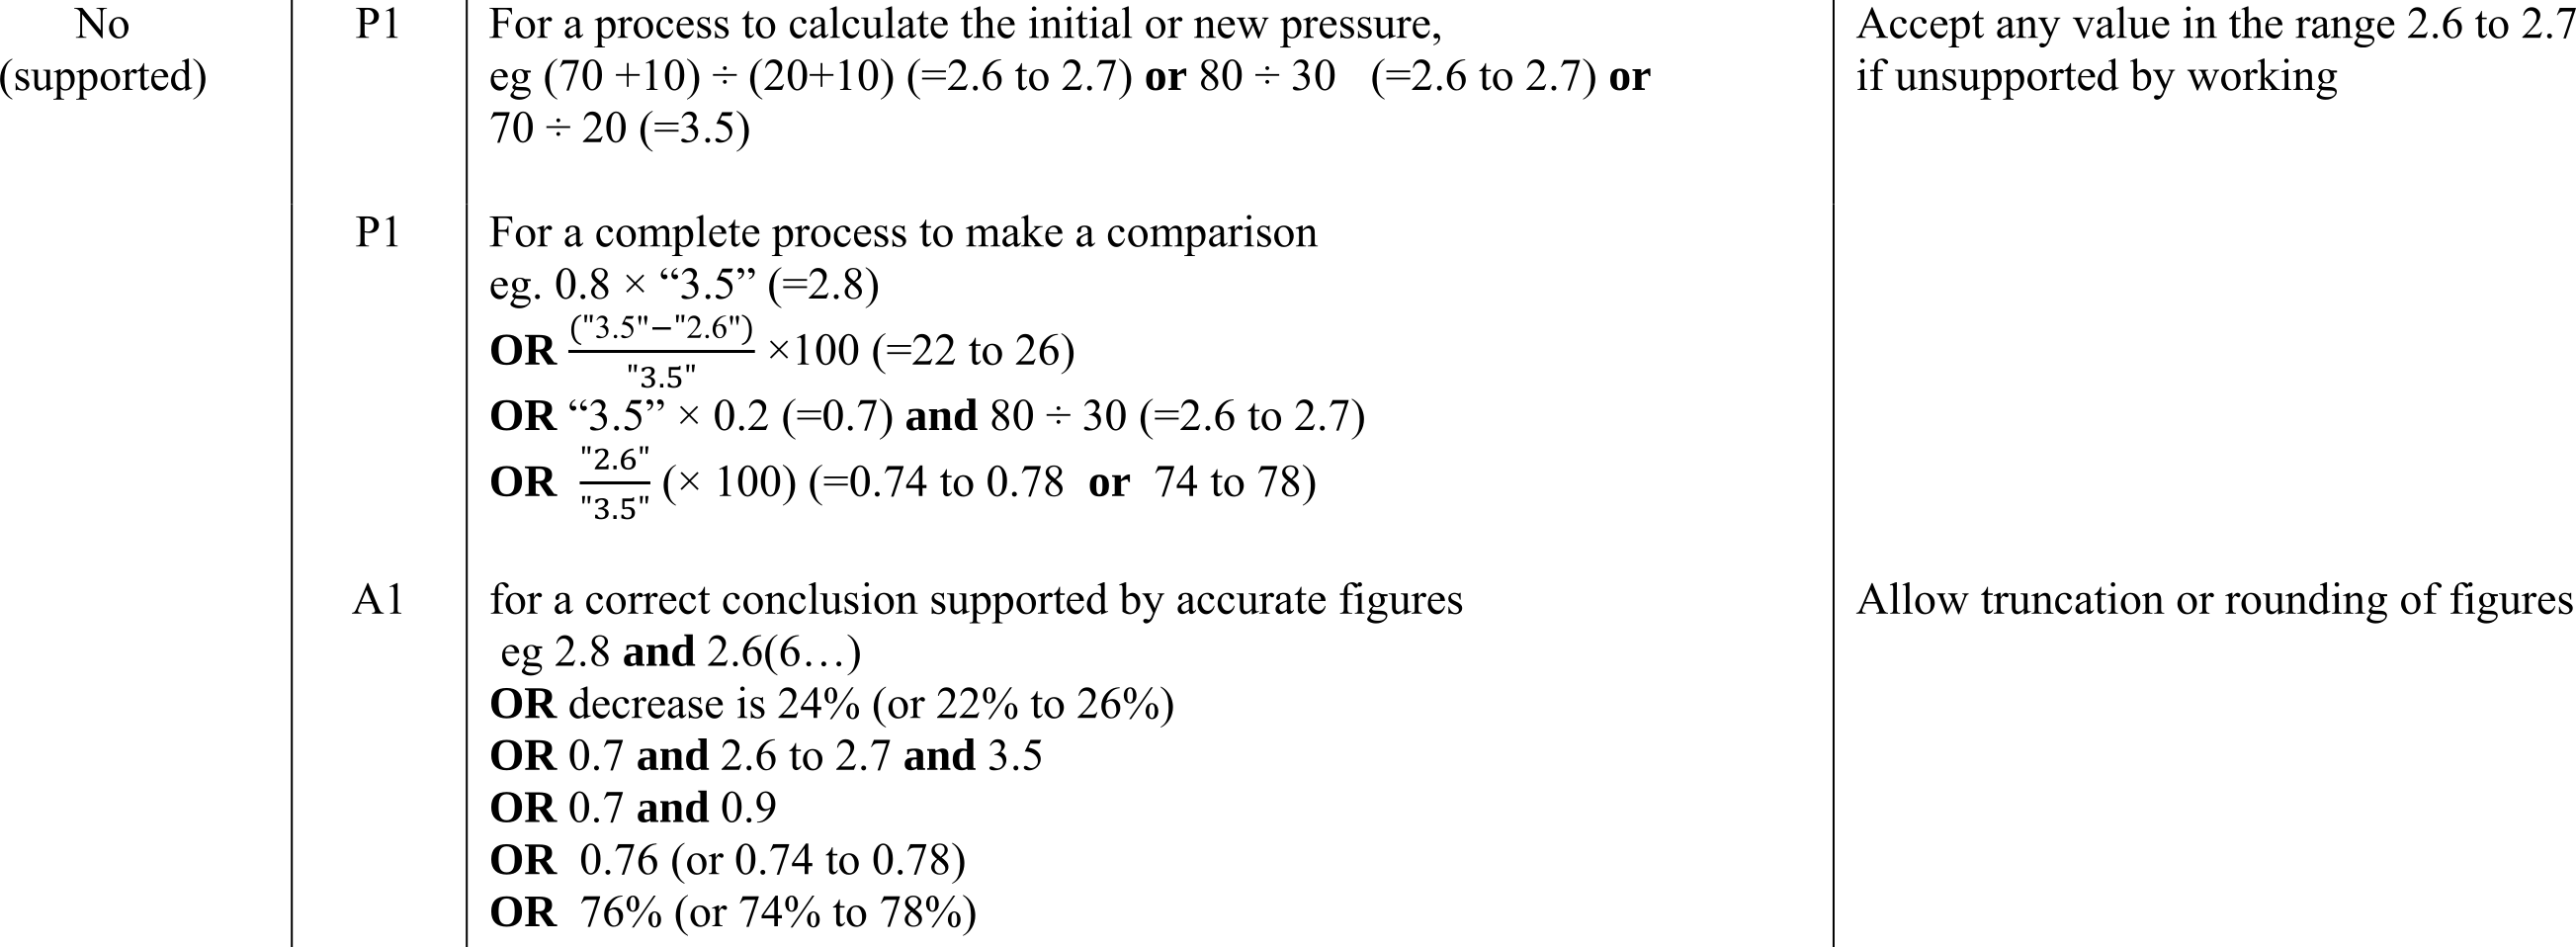 No
(supported)
P1
For a process to calculate the initial or new pressure,
eg (70 +10) ÷ (20+10) (=2.6 to 2.7) or 80 ÷ 30 (=2.6 to 2.7) or
70 ÷ 20 (=3.5)
Accept any value in the range 2.6 to 2.7
if unsupported by working
P1
For a complete process to make a comparison
eg. 0.8 × “3.5” (=2.8)
OR ("3.5"−"2.6")/"3.5" ×100 (=22 to 26)
OR “3.5” × 0.2 (=0.7) and 80 ÷ 30 (=2.6 to 2.7)
OR "2.6"/"3.5" (× 100) (=0.74 to 0.78 or 74 to 78)
A1
for a correct conclusion supported by accurate figures
eg 2.8 and 2.6(6…)
OR decrease is 24% (or 22% to 26%)
OR 0.7 and 2.6 to 2.7 and 3.5
OR 0.7 and 0.9
OR 0.76 (or 0.74 to 0.78)
OR 76% (or 74% to 78%)
Allow truncation or rounding of figures